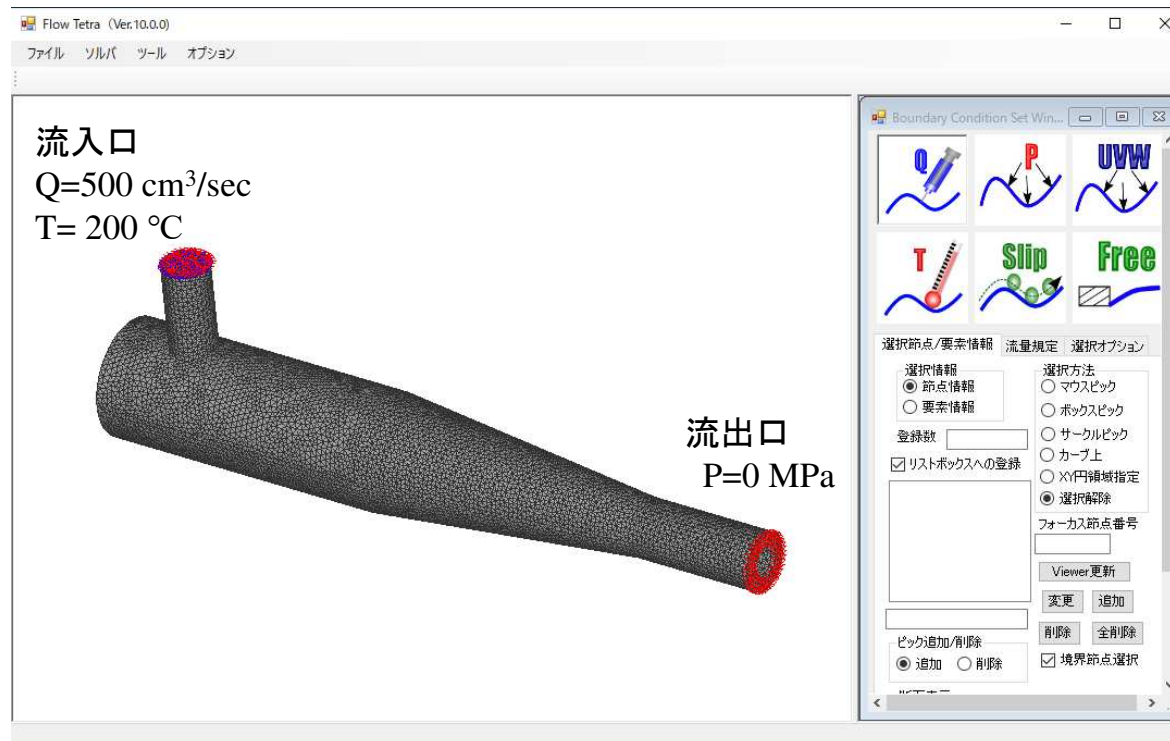 Flow Tetra (Ver.10.0.0)
ファイル ソルバ ツール オプション
流入口
Q=500 cm³/sec
T= 200 ℃
流出口
P=0 MPa
Boundary Condition Set Win...
Q P UVW
T Slip Free
選択節点/要素情報 流量規定 選択オプション
選択情報
節点情報
要素情報
登録数
リストボックスへの登録
ピック追加/削除
追加 削除
選択方法
マウスピック
ボックスピック
サークルピック
カーブ上
XY円領域指定
選択解除
フォーカス節点番号
Viewer更新
変更 追加
削除 全削除
境界節点選択